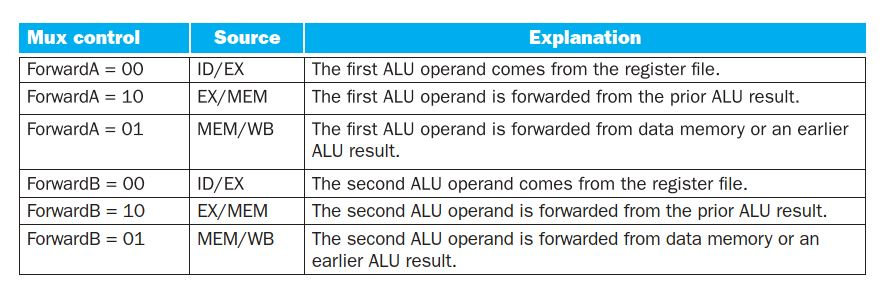 Mux control Source Explanation
ForwardA = 00 ID/EX The first ALU operand comes from the register file.
ForwardA = 10 EX/MEM The first ALU operand is forwarded from the prior ALU result.
ForwardA = 01 MEM/WB The first ALU operand is forwarded from data memory or an earlier
ALU result.
ForwardB = 00 ID/EX The second ALU operand comes from the register file.
ForwardB = 10 EX/MEM The second ALU operand is forwarded from the prior ALU result.
ForwardB = 01 MEM/WB The second ALU operand is forwarded from data memory or an
earlier ALU result.